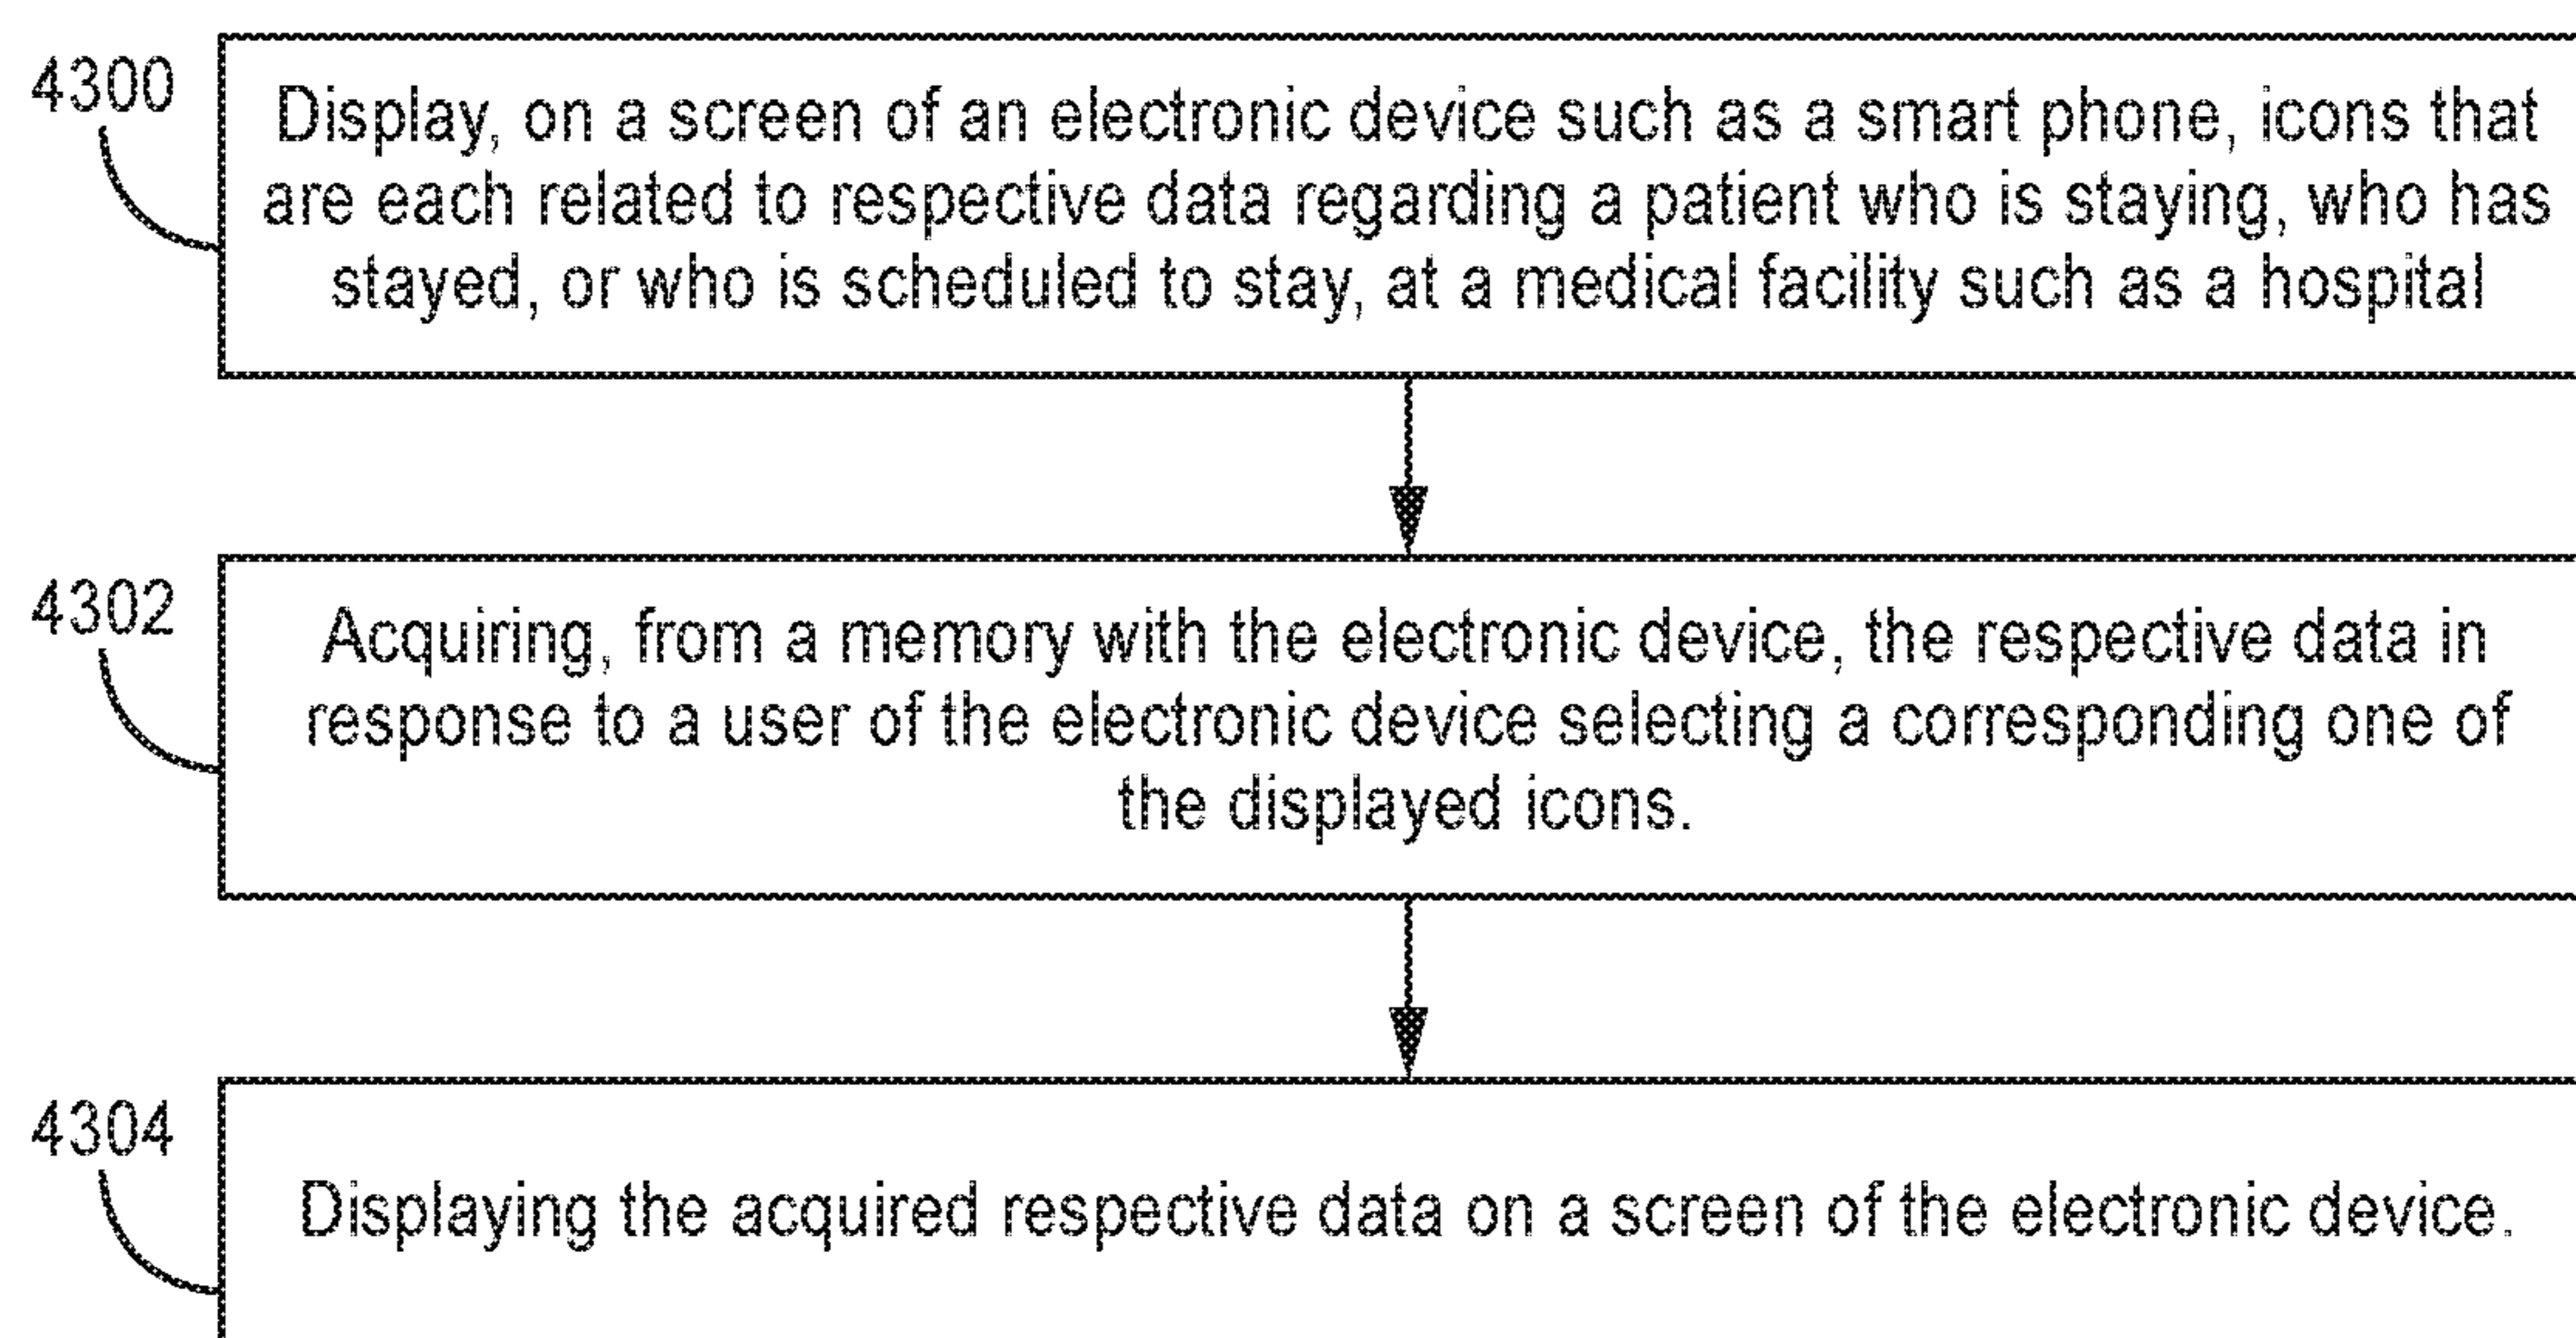 4300
Display, on a screen of an electronic device such as a smart phone, icons that
are each related to respective data regarding a patient who is staying, who has
stayed, or who is scheduled to stay, at a medical facility such as a hospital
4302
Acquiring, from a memory with the electronic device, the respective data in
response to a user of the electronic device selecting a corresponding one of
the displayed icons.
4304
Displaying the acquired respective data on a screen of the electronic device.